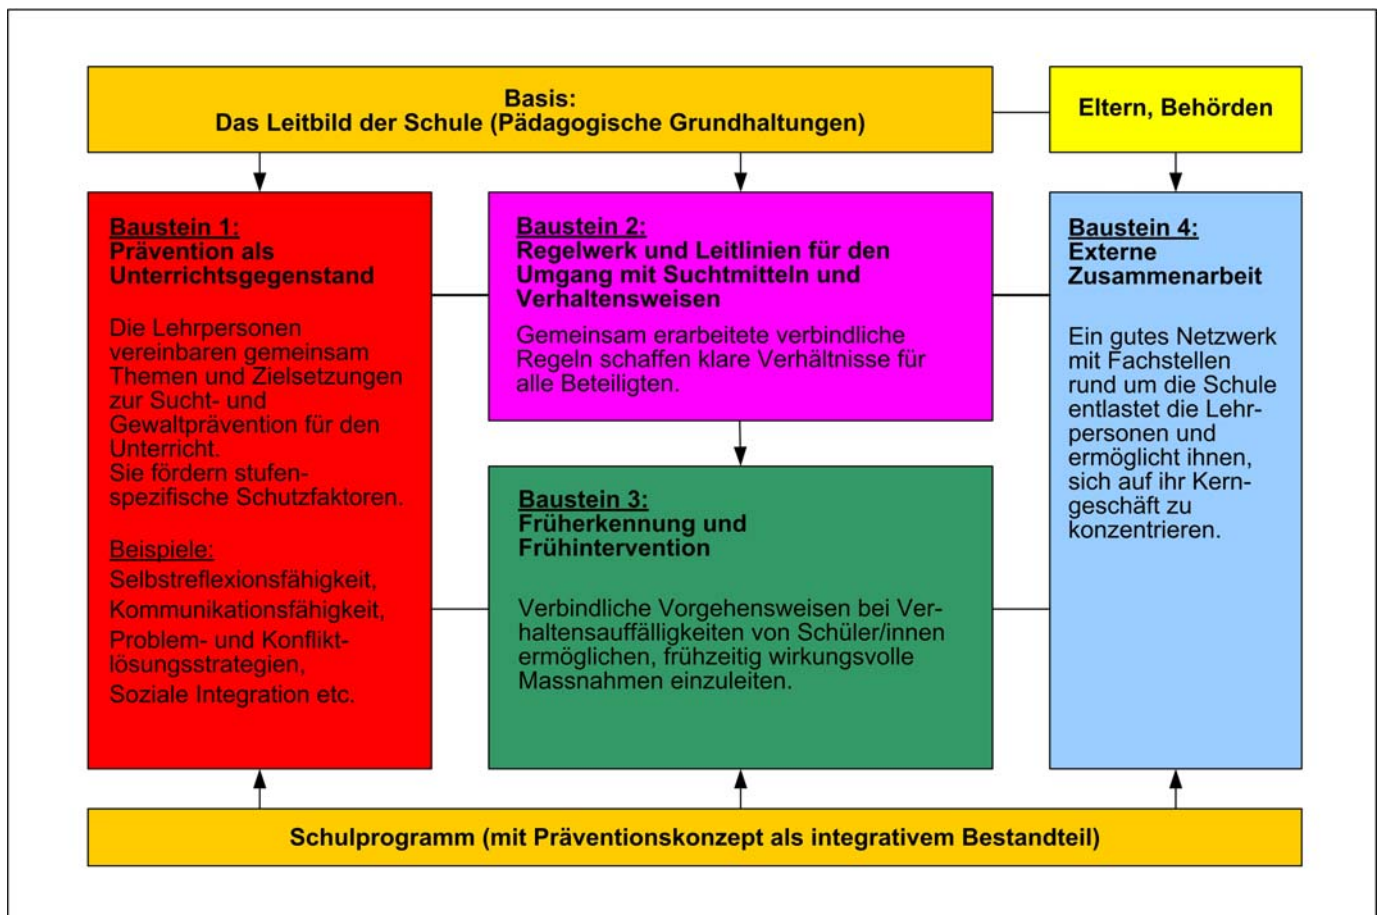 Basis:
Das Leitbild der Schule (Pädagogische Grundhaltungen)
Eltern, Behörden
Baustein 1:
Prävention als
Unterrichtsgegenstand
Die Lehrpersonen
vereinbaren gemeinsam
Themen und Zielsetzungen
zur Sucht- und
Gewaltprävention für den
Unterricht.
Sie fördern stufen-
spezifische Schutzfaktoren.
Beispiele:
Selbstreflexionsfähigkeit,
Kommunikationsfähigkeit,
Problem- und Konflikt-
lösungsstrategien,
Soziale Integration etc.
Baustein 2:
Regelwerk und Leitlinien für den
Umgang mit Suchtmitteln und
Verhaltensweisen
Gemeinsam erarbeitete verbindliche
Regeln schaffen klare Verhältnisse für
alle Beteiligten.
Baustein 3:
Früherkennung und
Frühintervention
Verbindliche Vorgehensweisen bei Ver-
haltensauffälligkeiten von Schüler/innen
ermöglichen, frühzeitig wirkungsvolle
Massnahmen einzuleiten.
Baustein 4:
Externe
Zusammenarbeit
Ein gutes Netzwerk
mit Fachstellen
rund um die Schule
entlastet die Lehr-
personen und
ermöglicht ihnen,
sich auf ihr Kern-
geschäft zu
konzentrieren.
Schulprogramm (mit Präventionskonzept als integrativem Bestandteil)